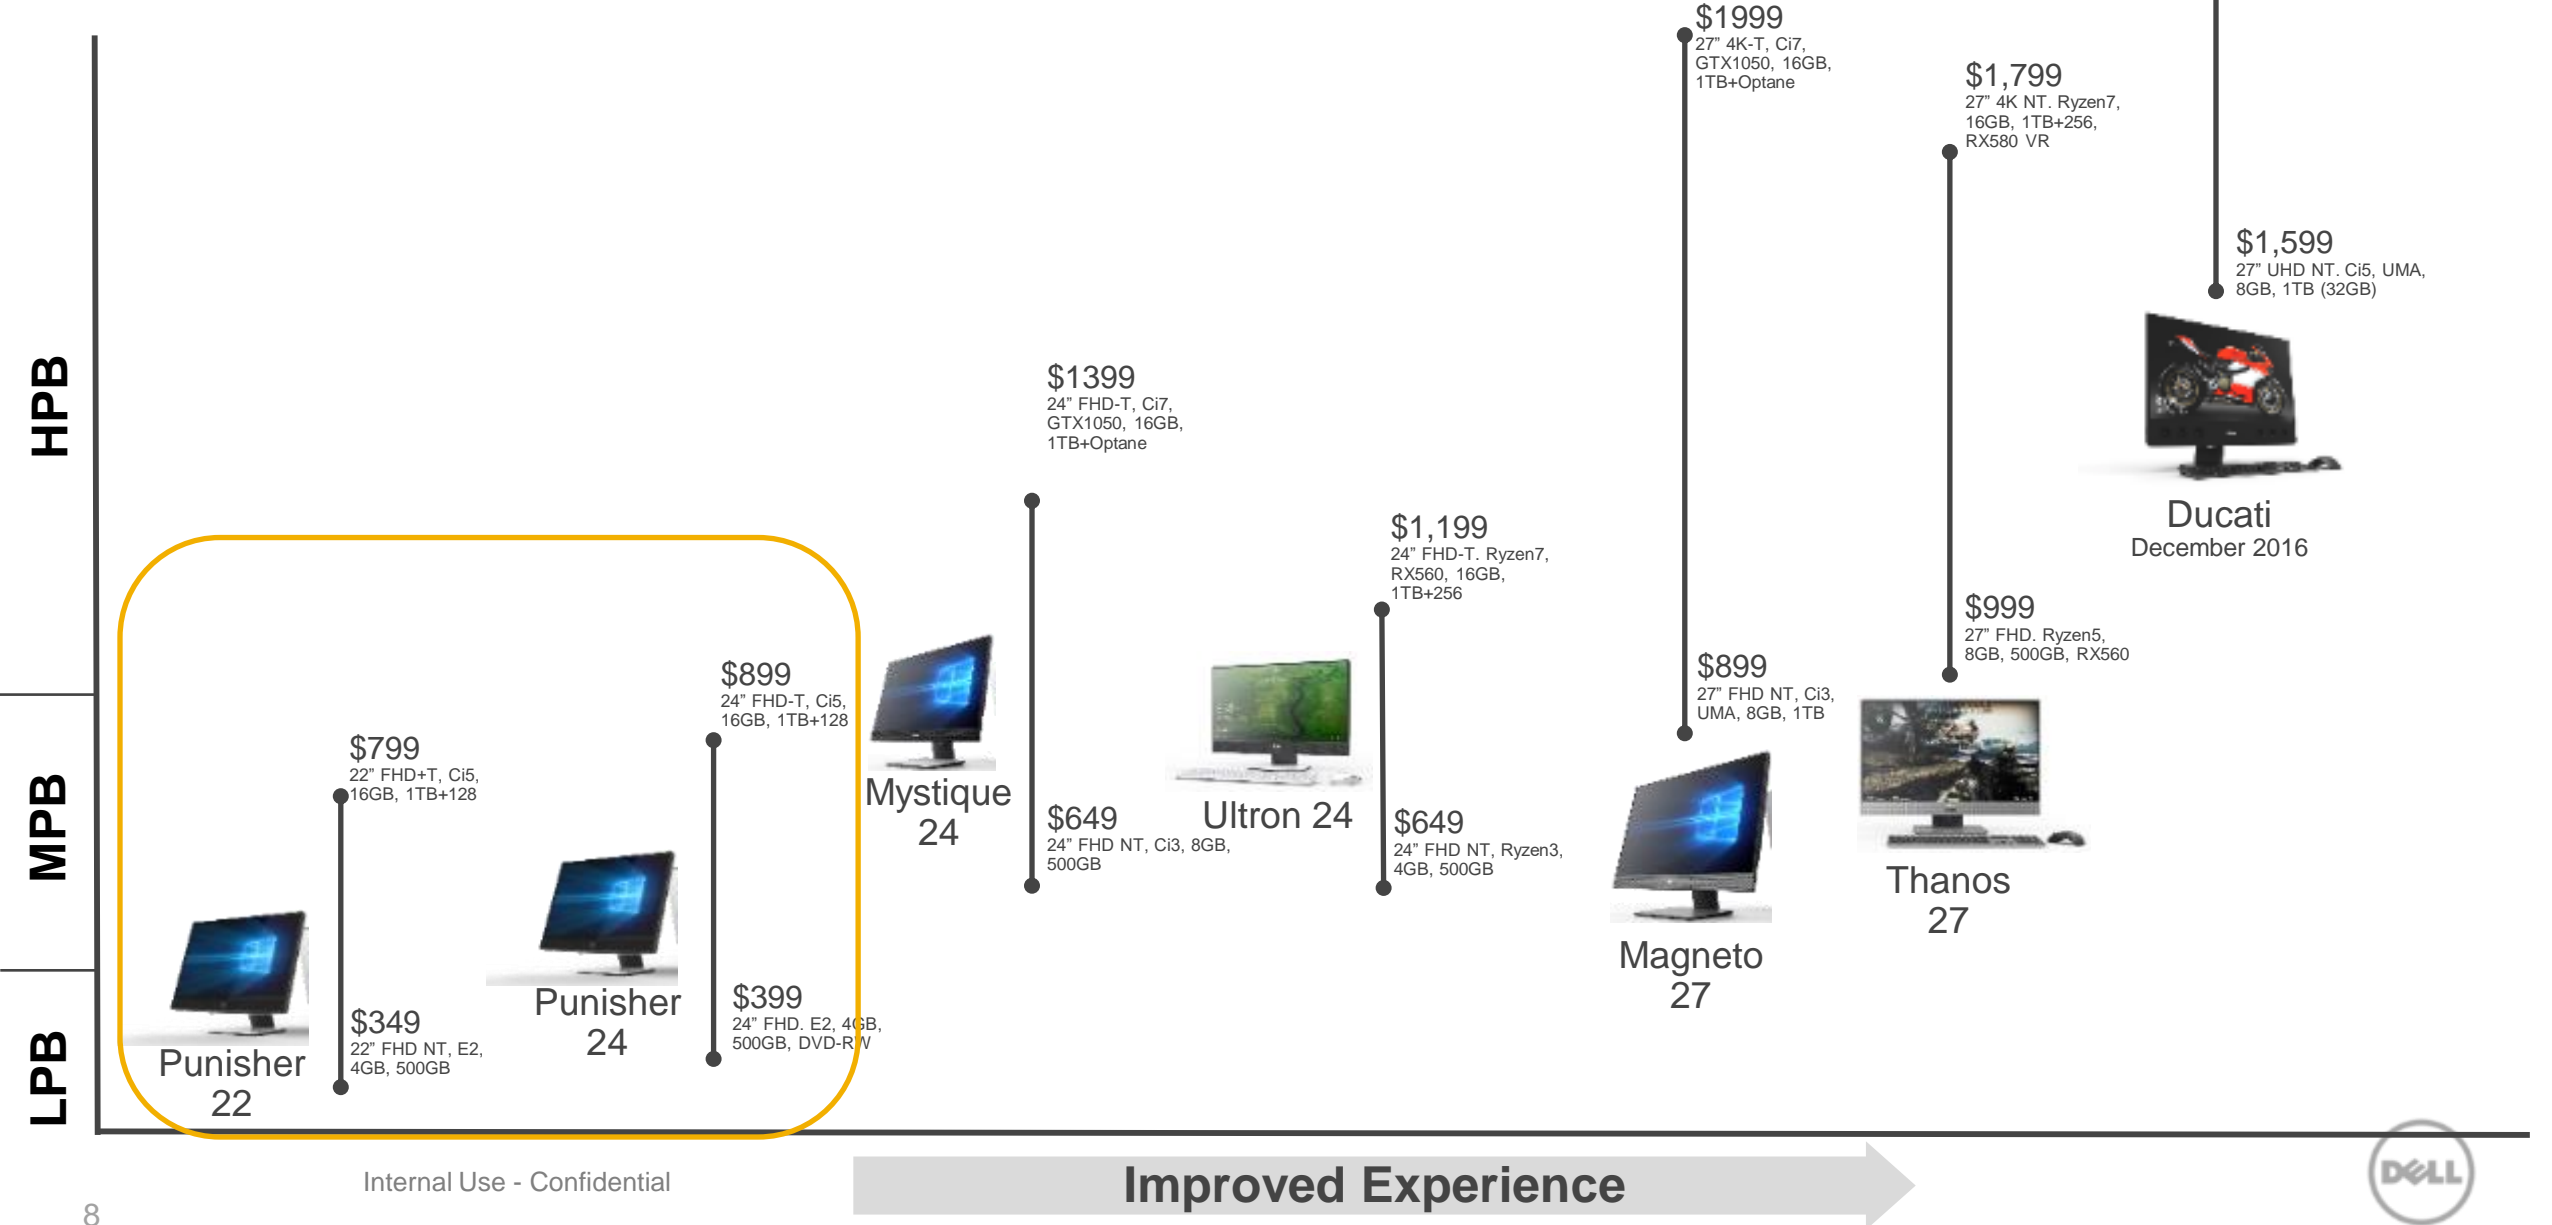 $1999
27” 4K-T, Ci7,
GTX1050, 16GB,
1TB+Optane
$1,799
27” 4K NT. Ryzen7,
16GB, 1TB+256,
RX580 VR
$1,599
27” UHD NT. Ci5, UMA,
8GB, 1TB (32GB)
HPB
$1399
24” FHD-T, Ci7,
GTX1050, 16GB,
1TB+Optane
Ducati
December 2016
$1,199
24” FHD-T. Ryzen7,
RX560, 16GB,
1TB+256
$999
27” FHD. Ryzen5,
8GB, 500GB, RX560
$899
24” FHD-T, Ci5,
16GB, 1TB+128
$899
27” FHD NT, Ci3,
UMA, 8GB, 1TB
$799
22” FHD+T, Ci5,
16GB, 1TB+128
MPB
Mystique
24
$649
24” FHD NT, Ci3, 8GB,
500GB
Ultron 24
$649
24” FHD NT, Ryzen3,
4GB, 500GB
Thanos
27
Magneto
27
Punisher
24
$399
24” FHD. E2, 4GB,
500GB, DVD-RW
LPB
Punisher
22
$349
22” FHD NT, E2,
4GB, 500GB
Internal Use - Confidential
Improved Experience
DELL
8